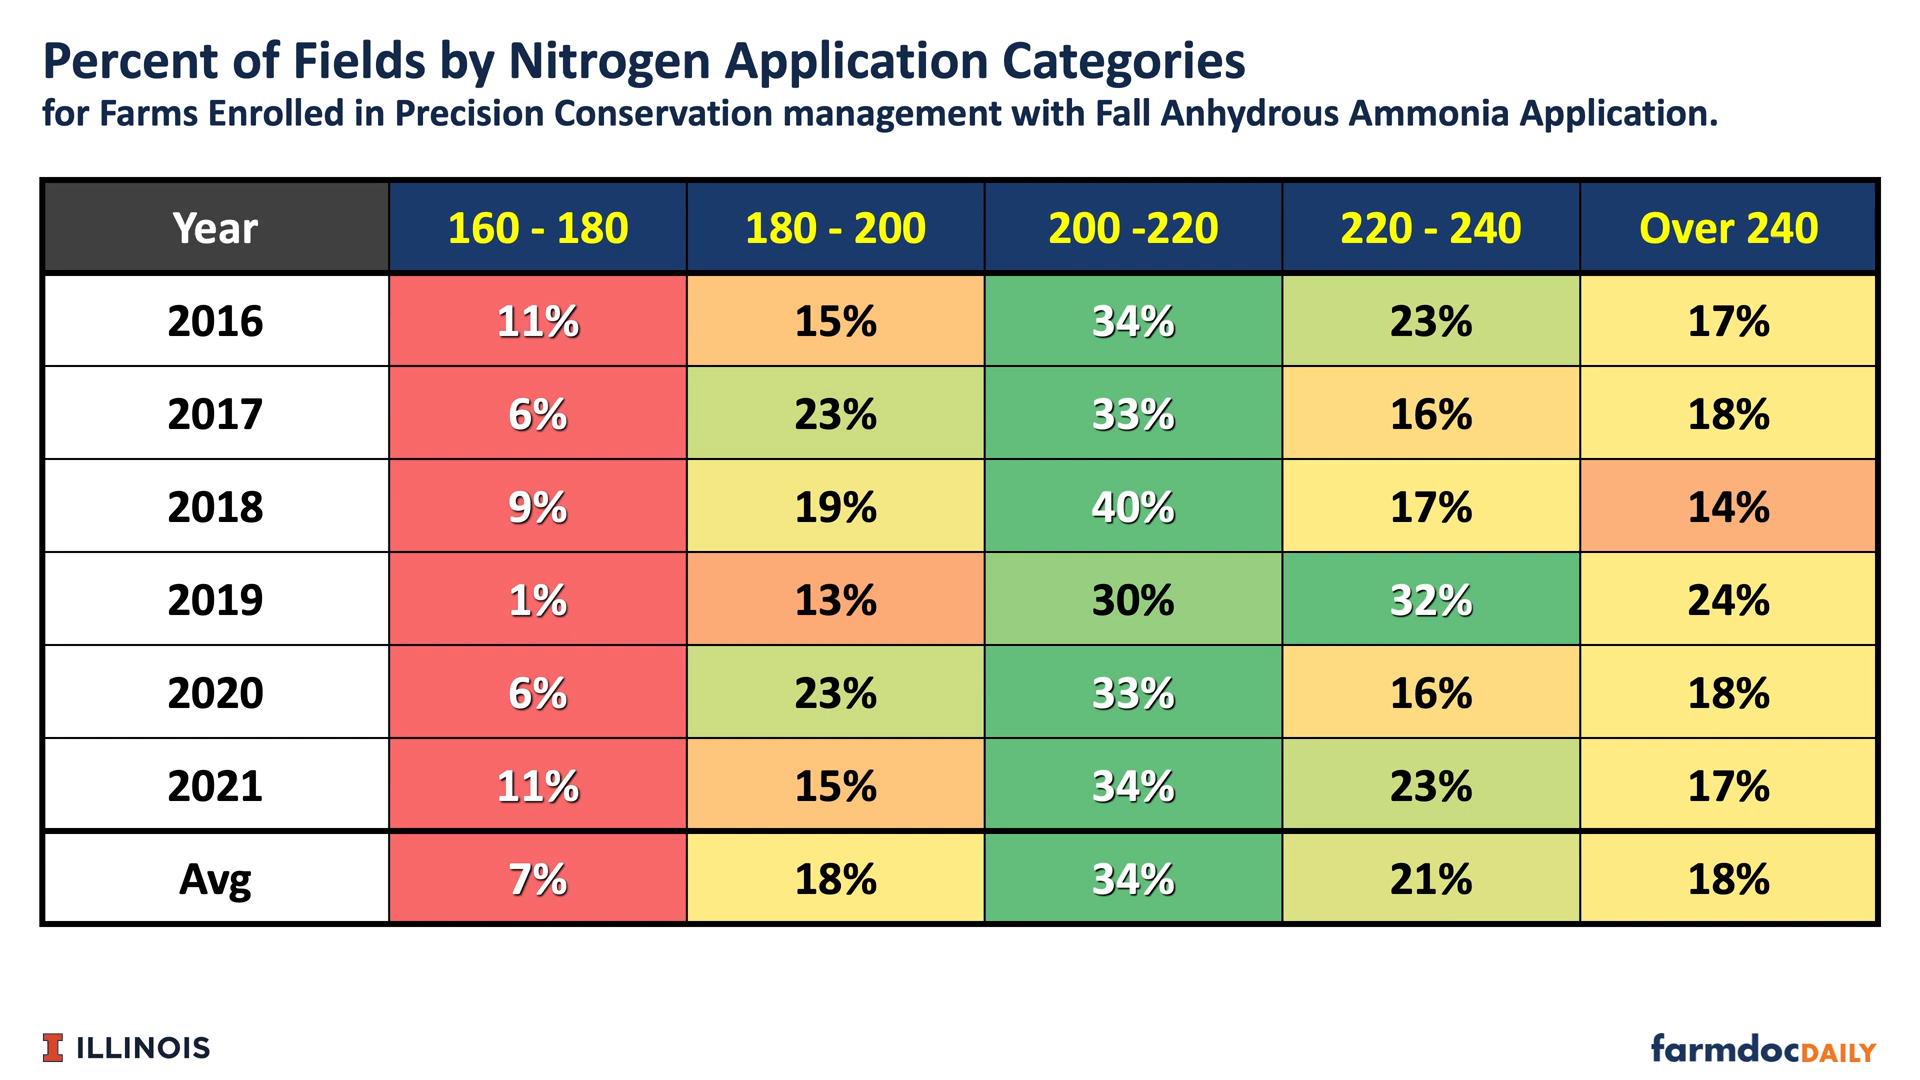 Percent of Fields by Nitrogen Application Categories
for Farms Enrolled in Precision Conservation management with Fall Anhydrous Ammonia Application.
Year 160 - 180 180 - 200 200 -220 220 - 240 Over 240
2016 11% 15% 34% 23% 17%
2017 6% 23% 33% 16% 18%
2018 9% 19% 40% 17% 14%
2019 1% 13% 30% 32% 24%
2020 6% 23% 33% 16% 18%
2021 11% 15% 34% 23% 17%
Avg 7% 18% 34% 21% 18%
I ILLINOIS farmdocDAILY